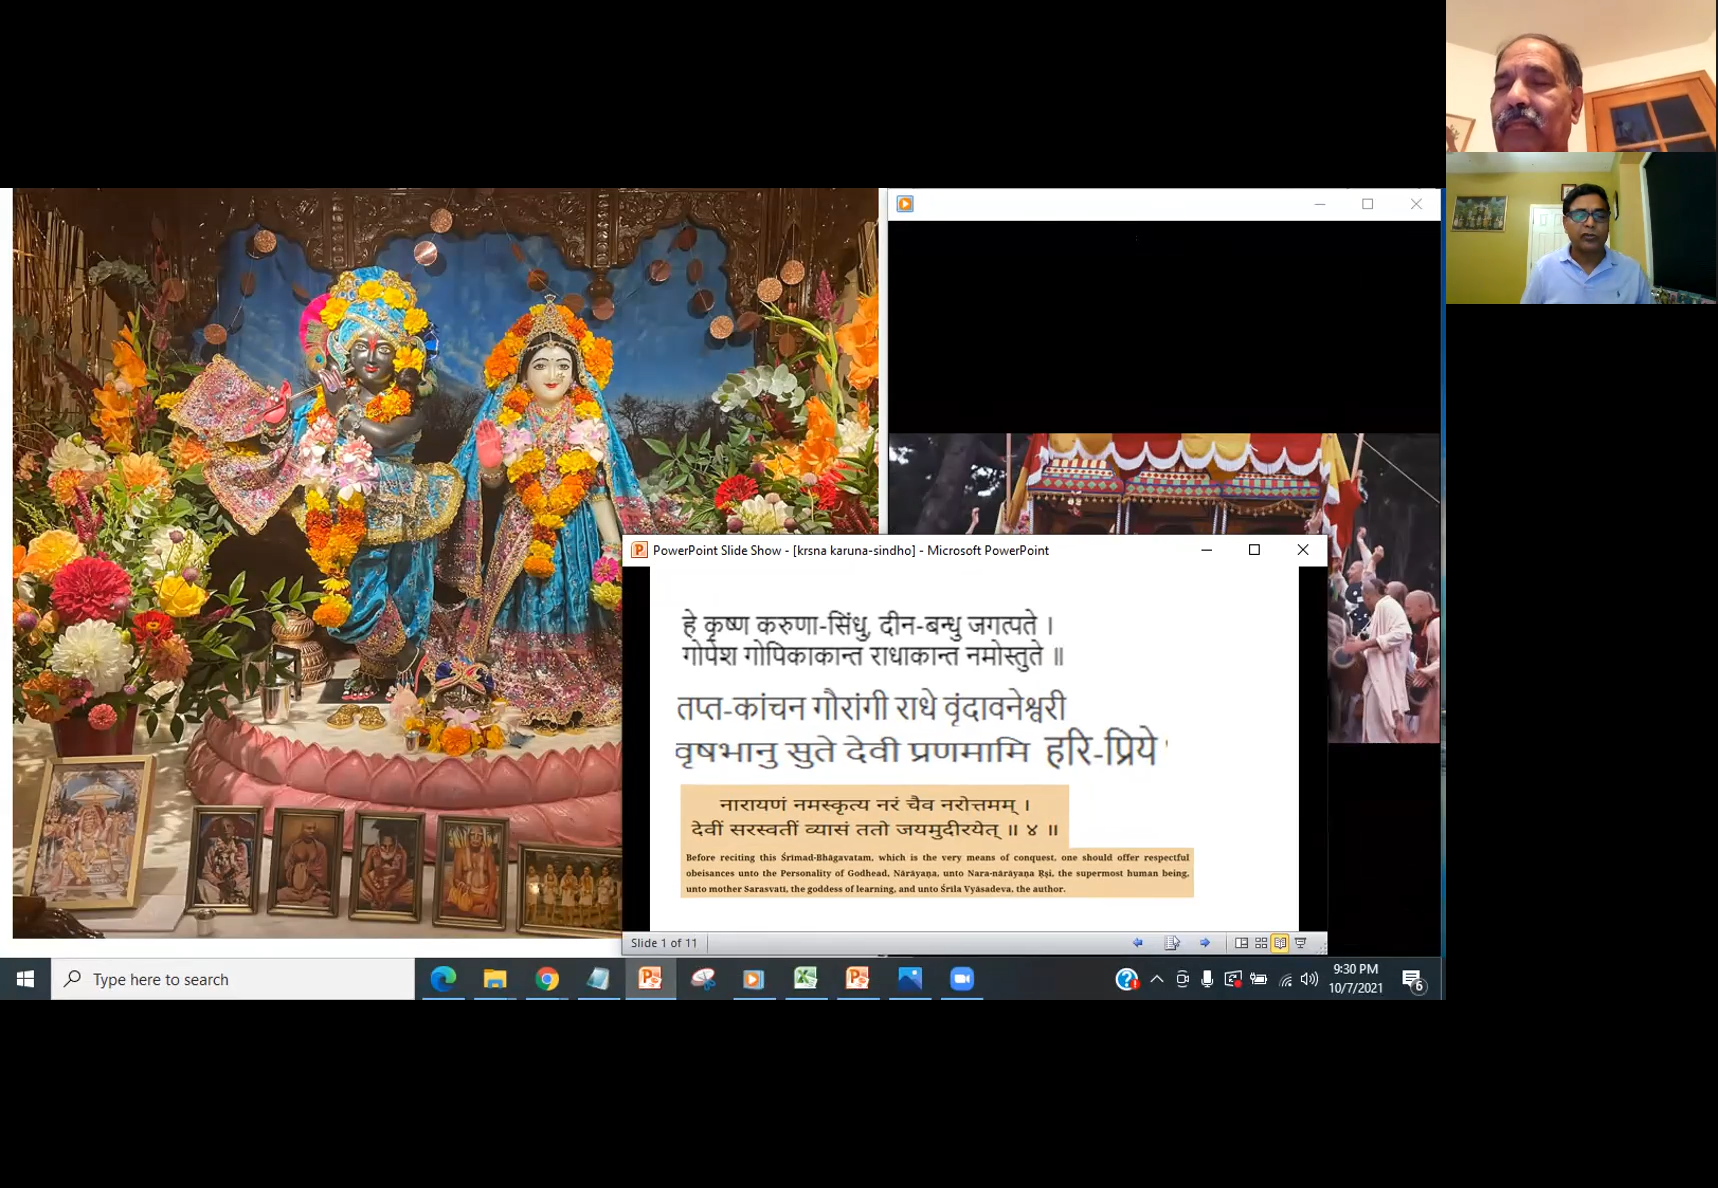 PowerPoint Slide Show - [krsna karuna-sindho] - Microsoft PowerPoint
हे कृष्ण करुणा-सिंधु, दीन-बन्धु जगत्पते ।
गोपेश गोपिकाकान्त राधाकान्त नमोस्तुते ॥
तप्त-कांचन गौरांगी राधे वृंदावनेश्वरी
वृषभानु सुते देवी प्रणमामि हरि-प्रिये
नारायणं नमस्कृत्य नरं चैव नरोत्तमम् ।
देवीं सरस्वतीं व्यासं ततो जयमुदीरयेत् ॥ ४ ॥
Before reciting this Śrīmad-Bhāgavatam, which is the very means of conquest, one should offer respectful
obeisances unto the Personality of Godhead, Nārāyaṇa, unto Nara-nārāyaṇa Ṛṣi, the supermost human being,
unto mother Sarasvatī, the goddess of learning, and unto Śrīla Vyāsadeva, the author.
Slide 1 of 11
Type here to search
9:30 PM
10/7/2021
6